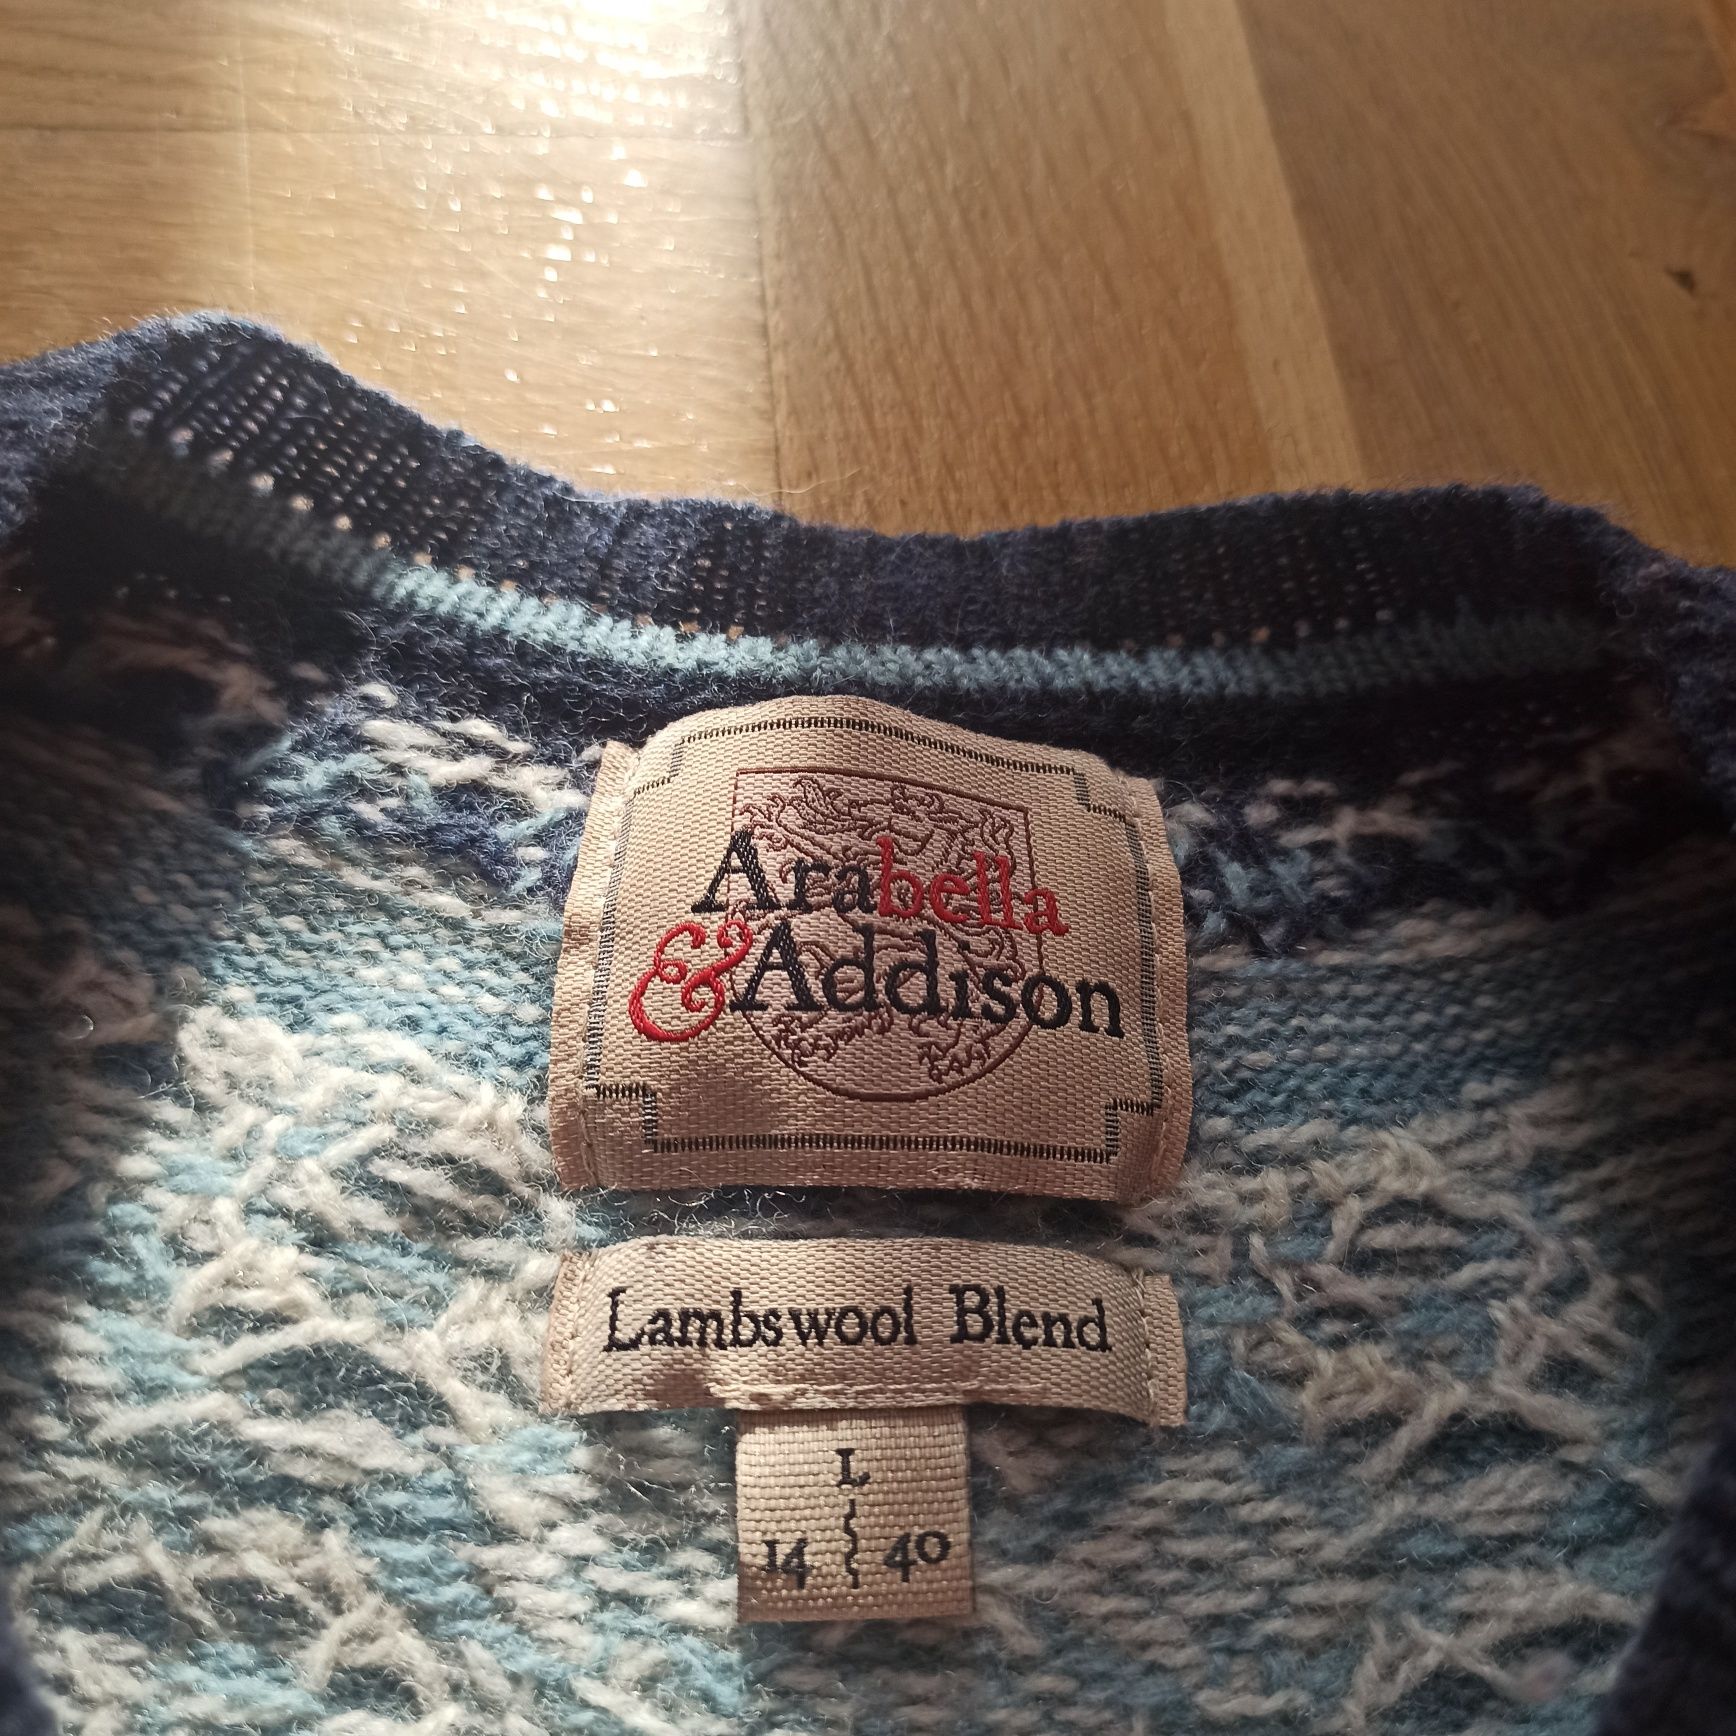 Arabella
& Addison
Lambswool Blend
L
14 40